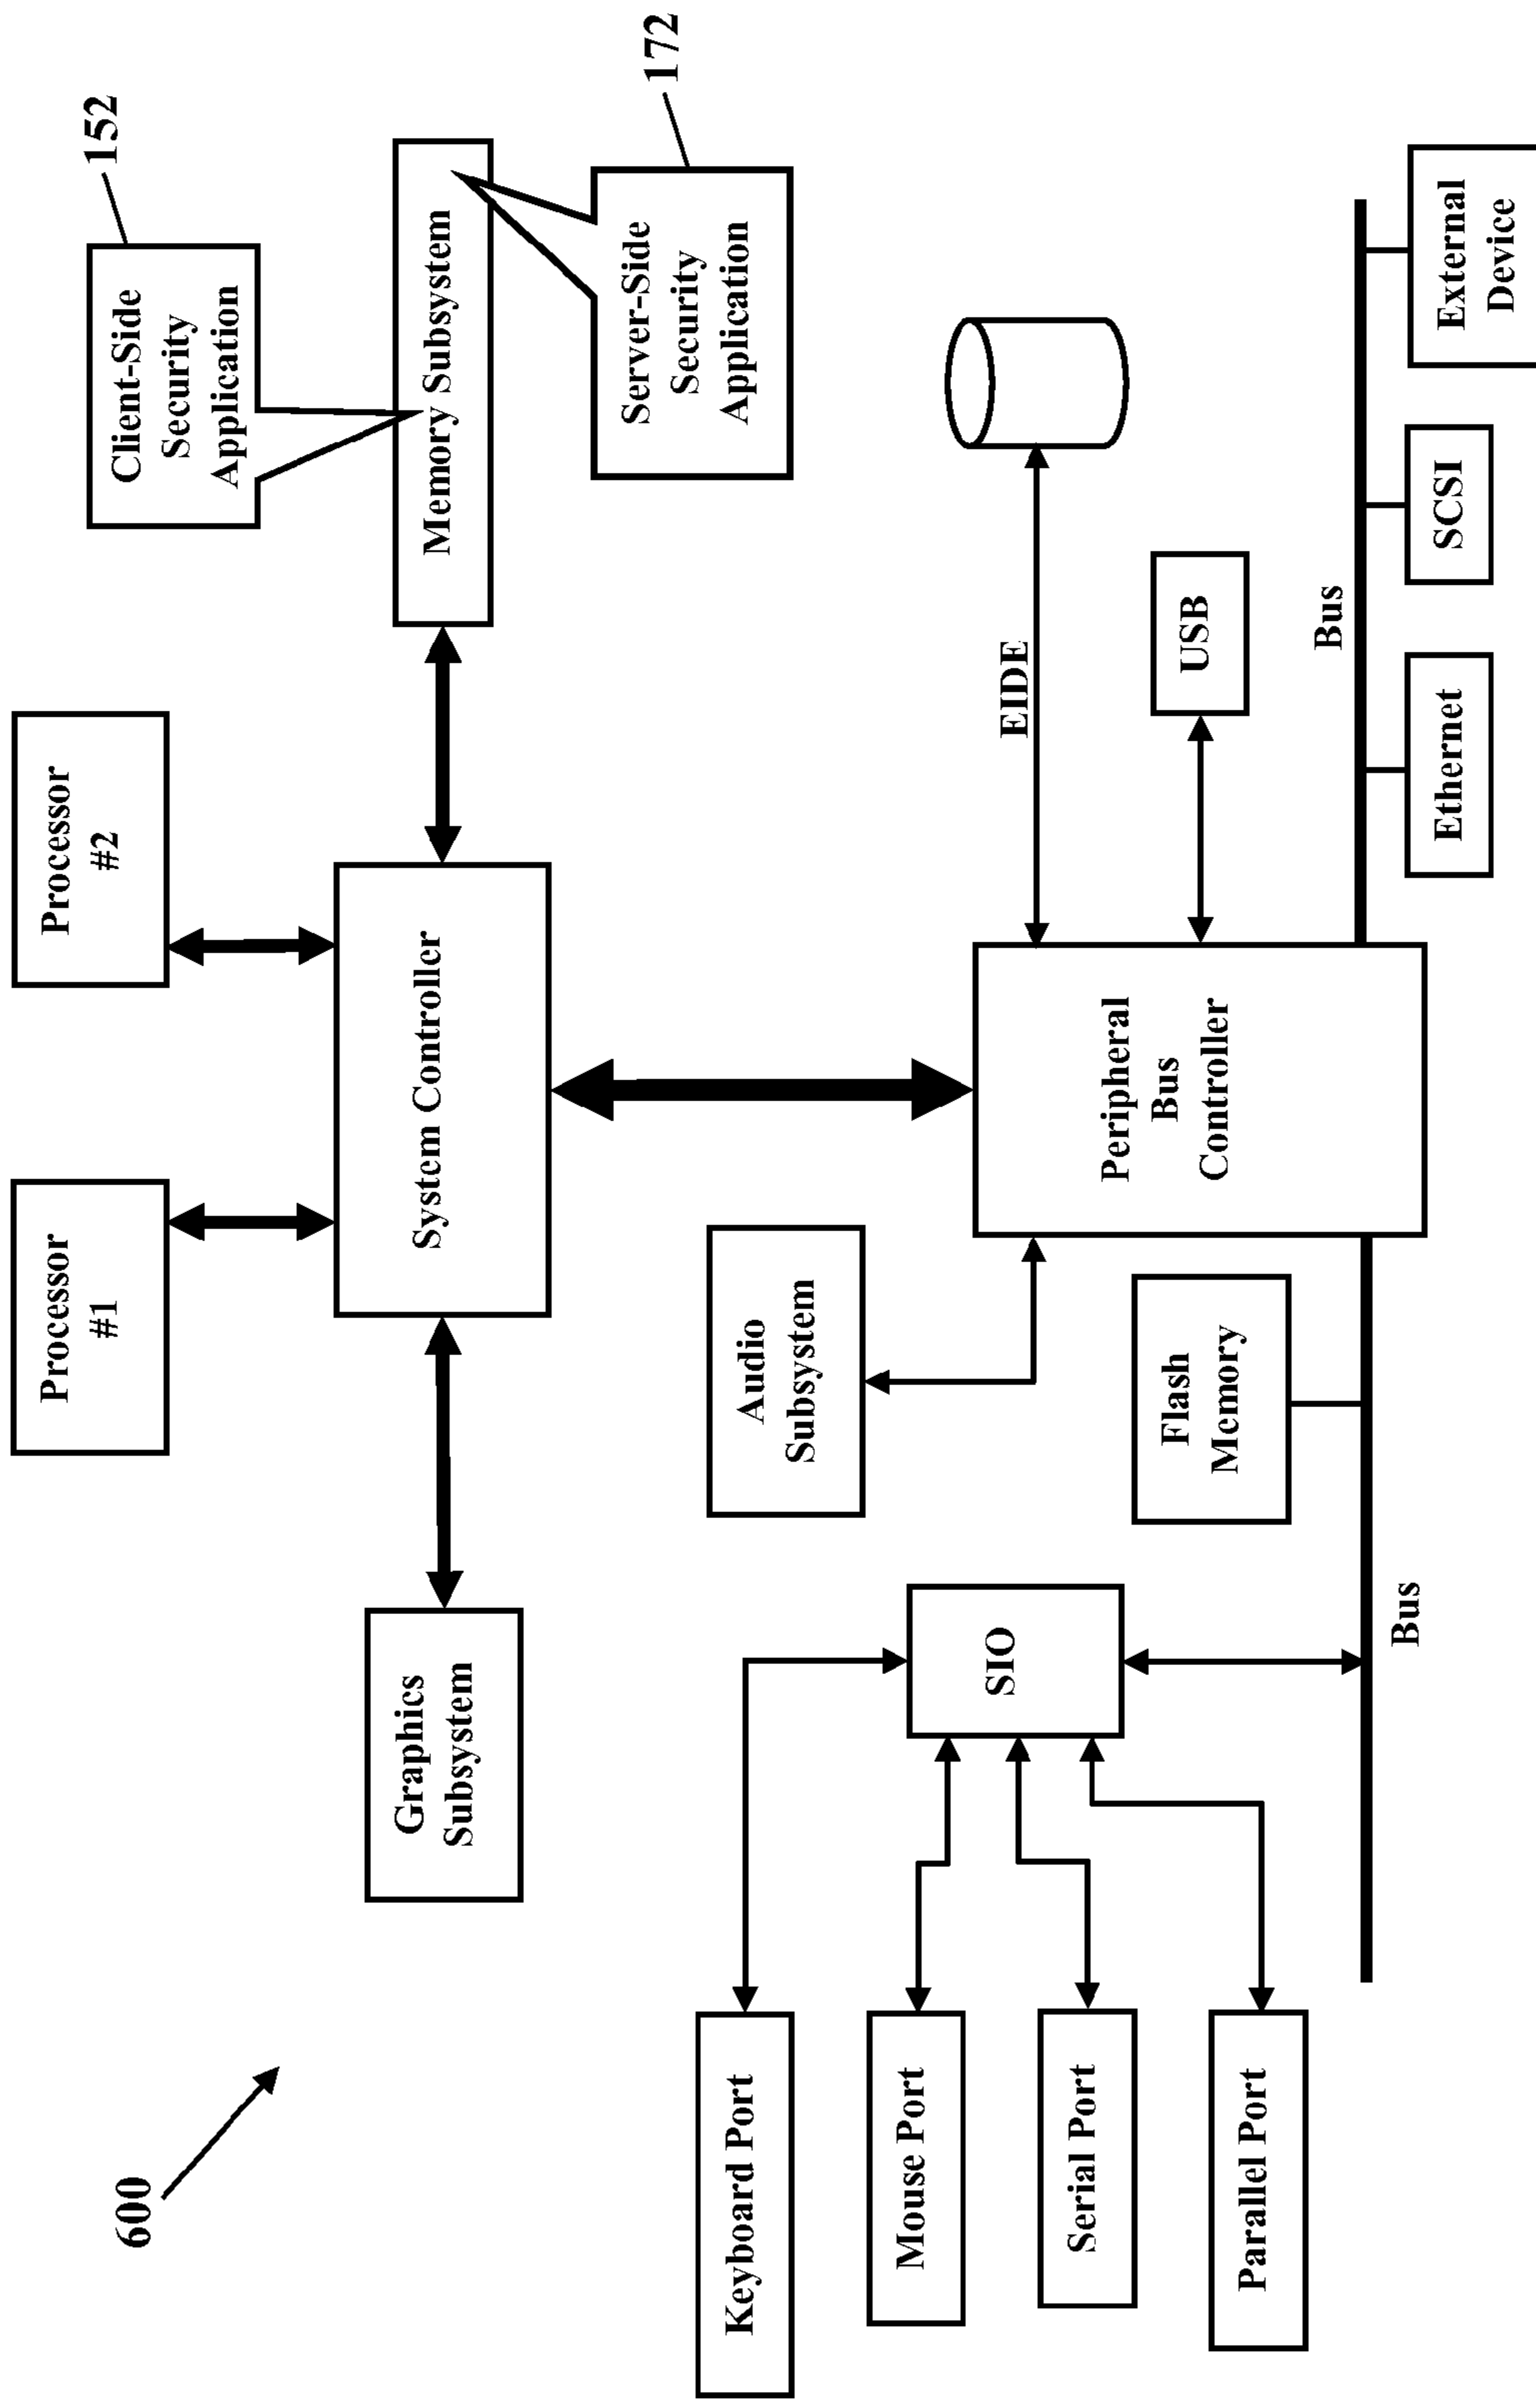 600
Processor
#1
Processor
#2
152
Client-Side
Security
Application
Graphics
Subsystem
System Controller
Memory Subsystem
172
Server-Side
Security
Application
Keyboard Port
Mouse Port
Serial Port
Parallel Port
SIO
Audio
Subsystem
Flash
Memory
Bus
Peripheral
Bus
Controller
EIDE
USB
Bus
Ethernet
SCSI
External
Device